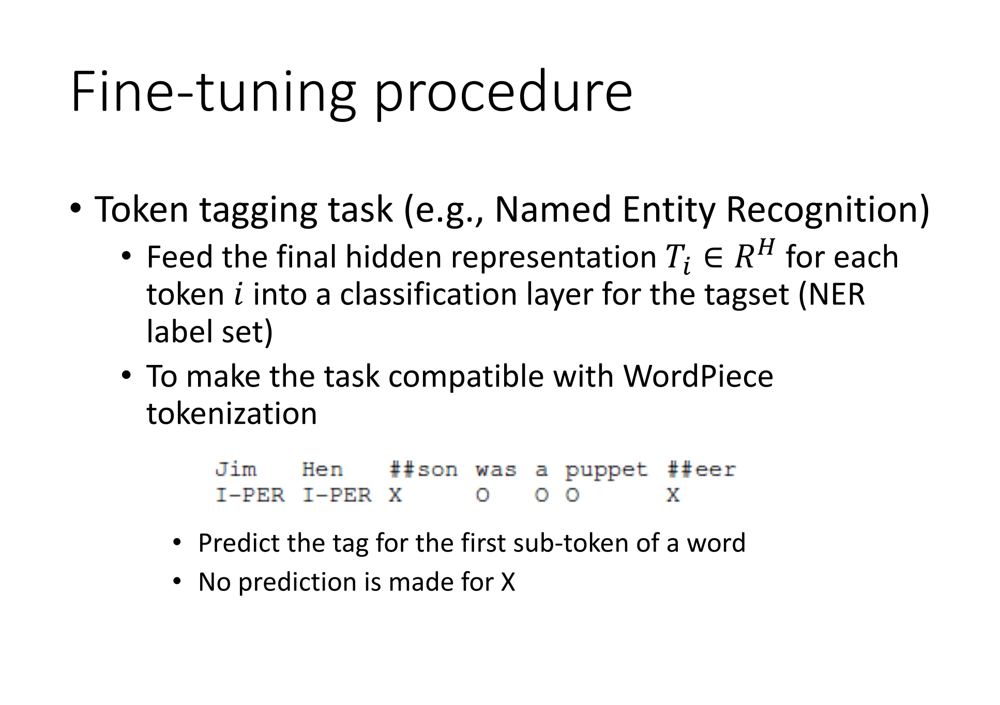 Fine-tuning procedure
• Token tagging task (e.g., Named Entity Recognition)
• Feed the final hidden representation 𝑇ᵢ ∈ 𝑅ᴴ for each
token 𝑖 into a classification layer for the tagset (NER
label set)
• To make the task compatible with WordPiece
tokenization
Jim Hen ##son was a puppet ##eer
I-PER I-PER X O O O X
• Predict the tag for the first sub-token of a word
• No prediction is made for X